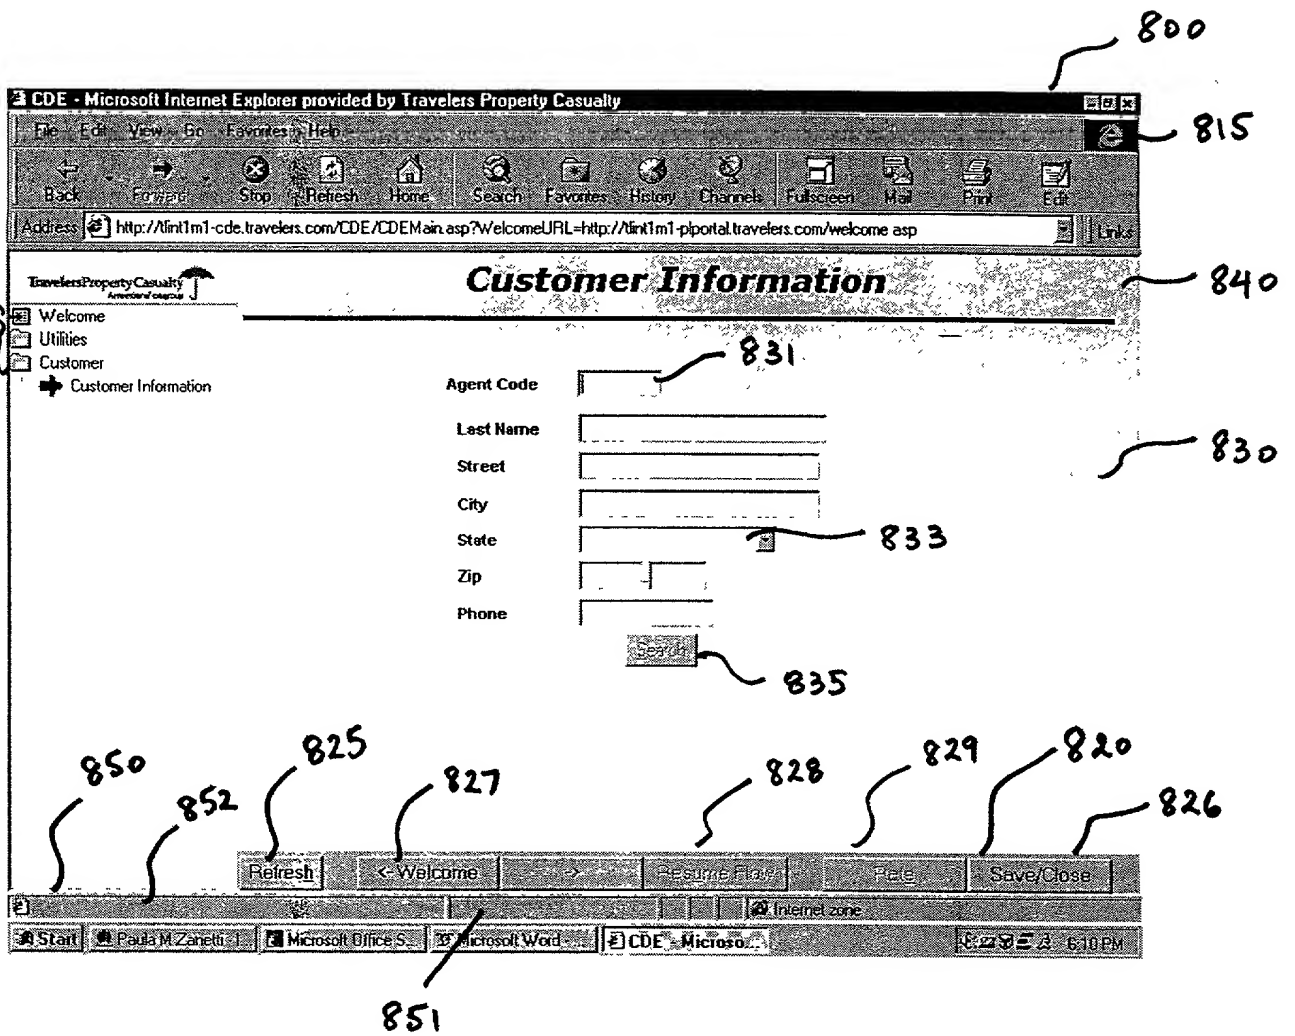 800
CDE - Microsoft Internet Explorer provided by Travelers Property Casualty
File Edit View Go Favorites Help
815
Back Forward Stop Refresh Home Search Favorites History Channels Fullscreen Mail Print Edit
Address http://tlint1m1-cde.travelers.com/CDE/CDEMain.asp?WelcomeURL=http://tlint1m1-plportal.travelers.com/welcome.asp Links
TravelersPropertyCasualty
Customer Information
840
Welcome
Utilities
Customer
Customer Information
831
Agent Code
Last Name
830
Street
City
State
833
Zip
Phone
Search
835
850
825
852
827
828
829
820
826
Refresh <- Welcome -> Resume Flow Rate Save/Close
Internet zone
Start Paula M Zanetti - I... Microsoft Office S... Microsoft Word - ... CDE - Microso... 6:10 PM
851